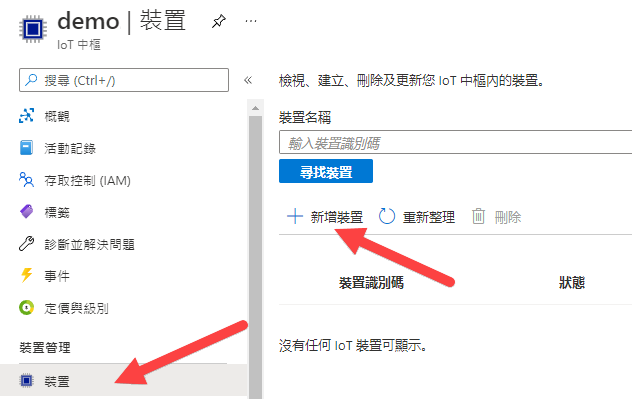 demo | 裝置
IoT 中樞
搜尋 (Ctrl+/)
概觀
活動記錄
存取控制 (IAM)
標籤
診斷並解決問題
事件
定價與級別
裝置管理
裝置
檢視、建立、刪除及更新您 IoT 中樞內的裝置。
裝置名稱
輸入裝置識別碼
尋找裝置
新增裝置 重新整理 刪除
裝置識別碼 狀態
沒有任何 IoT 裝置可顯示。